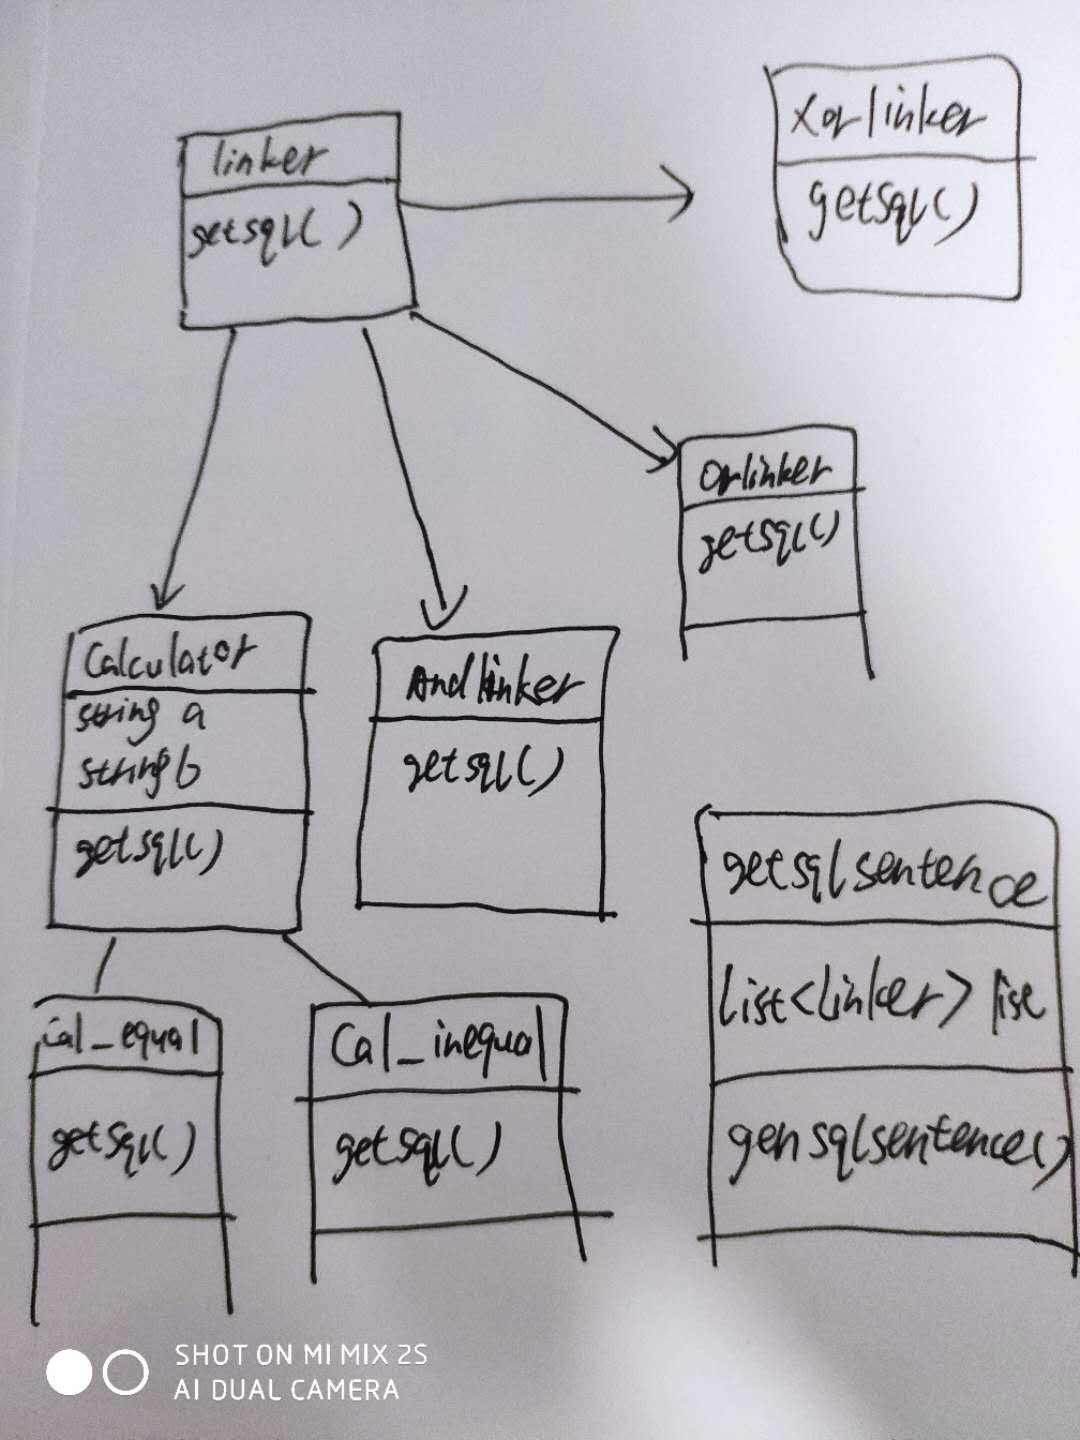 linker
getsql()
Xorlinker
getsql()
Orlinker
getsql()
Calculator
string a
string b
getsql()
Andlinker
getsql()
getsqlsentence
list<linker> lise
gensqlsentence()
Cal_equal
getsql()
Cal_inequal
getsql()
SHOT ON MI MIX 2S
AI DUAL CAMERA